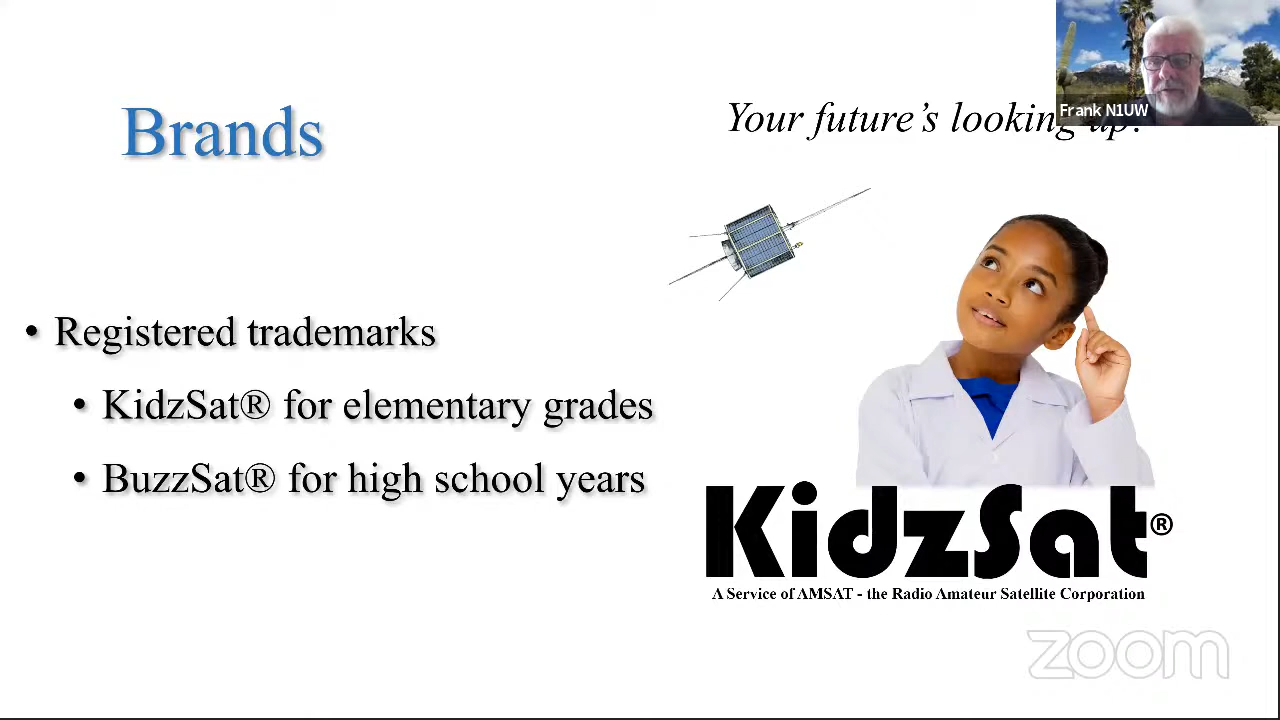 Brands
Your future's looking up!
Frank N1UW
• Registered trademarks
• KidzSat® for elementary grades
• BuzzSat® for high school years
KidzSat®
A Service of AMSAT - the Radio Amateur Satellite Corporation
zoom